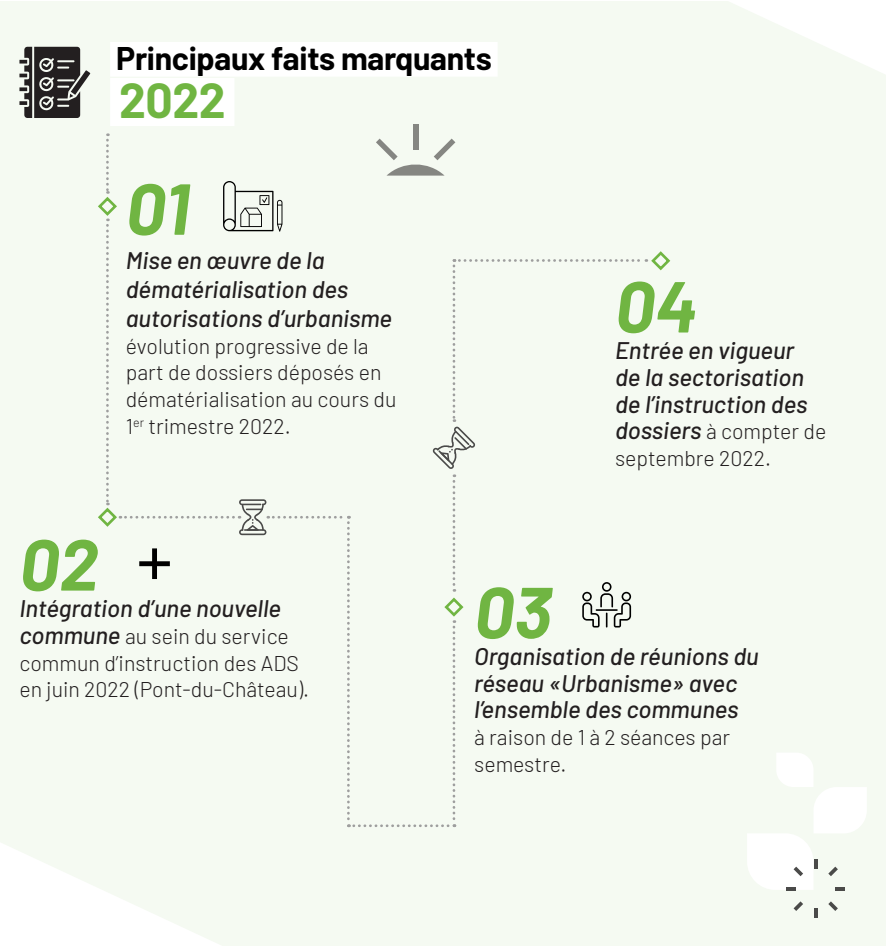 Principaux faits marquants
2022
01
Mise en œuvre de la
dématérialisation des
autorisations d'urbanisme
évolution progressive de la
part de dossiers déposés en
dématérialisation au cours du
1er trimestre 2022.
02
+
Intégration d'une nouvelle
commune au sein du service
commun d'instruction des ADS
en juin 2022 (Pont-du-Château).
03
Organisation de réunions du
réseau «Urbanisme» avec
l'ensemble des communes
à raison de 1 à 2 séances par
semestre.
04
Entrée en vigueur
de la sectorisation
de l'instruction des
dossiers à compter de
septembre 2022.